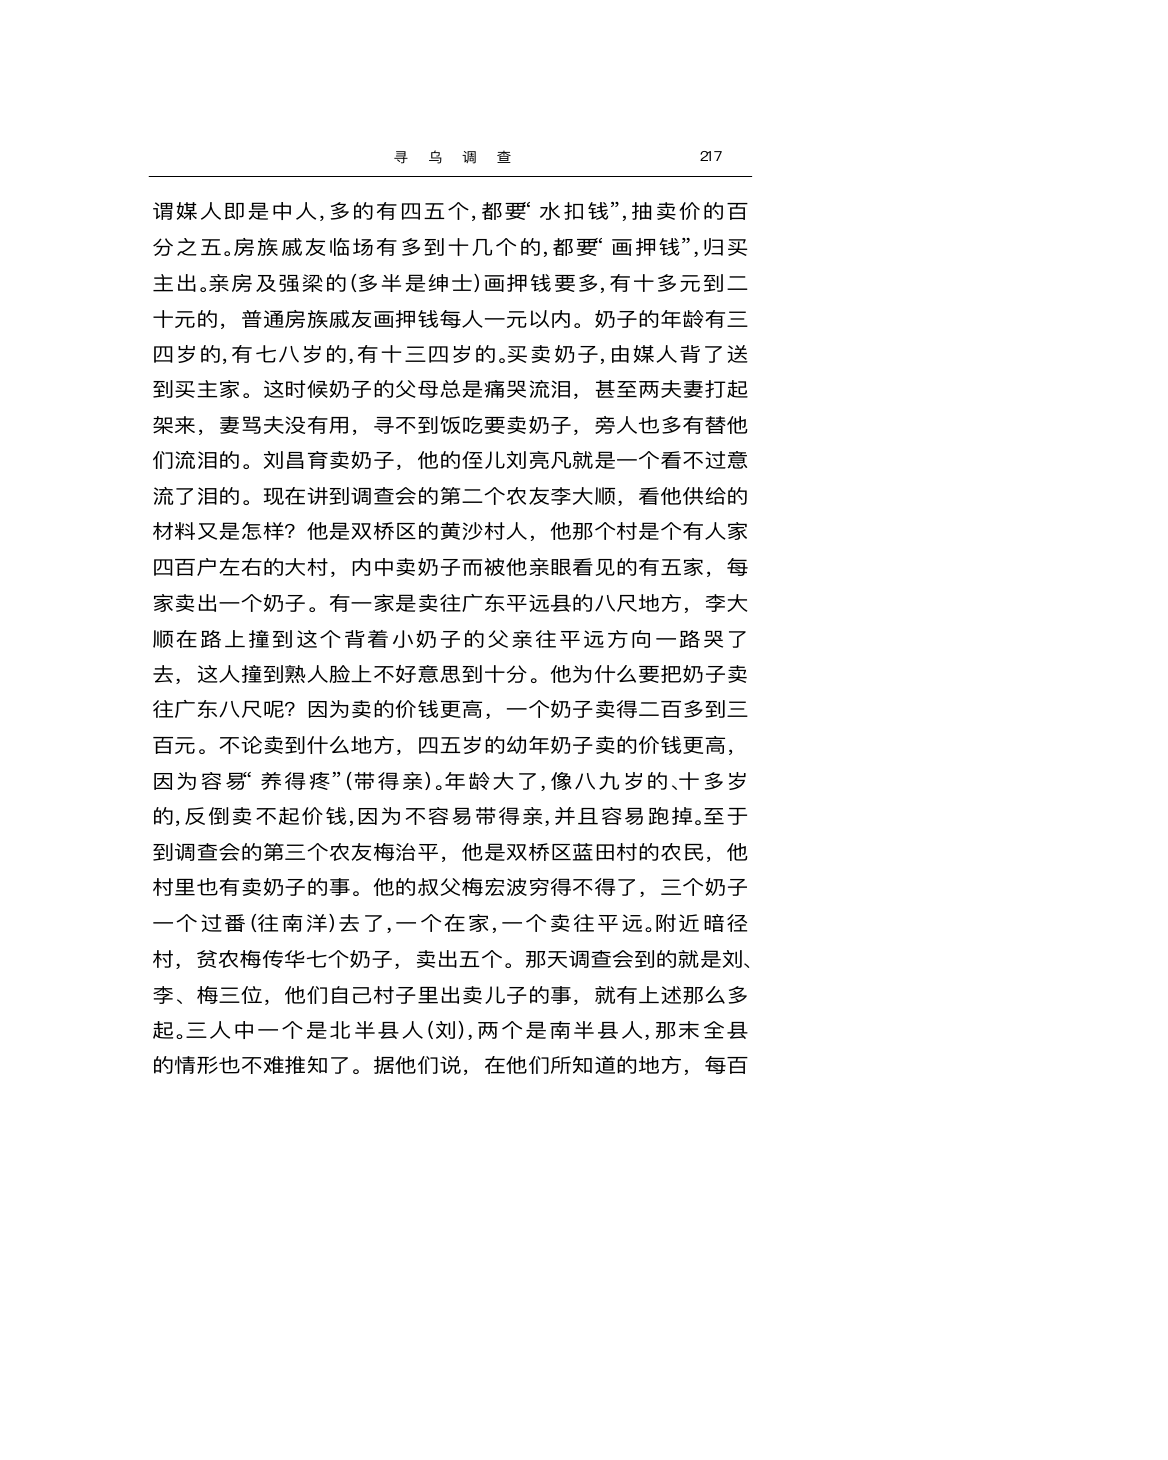 寻乌调查 217
谓媒人即是中人,多的有四五个,都要“水扣钱”,抽卖价的百
分之五。房族戚友临场有多到十几个的,都要“画押钱”,归买
主出。亲房及强梁的(多半是绅士)画押钱要多,有十多元到二
十元的，普通房族戚友画押钱每人一元以内。奶子的年龄有三
四岁的,有七八岁的,有十三四岁的。买卖奶子,由媒人背了送
到买主家。这时候奶子的父母总是痛哭流泪，甚至两夫妻打起
架来，妻骂夫没有用，寻不到饭吃要卖奶子，旁人也多有替他
们流泪的。刘昌育卖奶子，他的侄儿刘亮凡就是一个看不过意
流了泪的。现在讲到调查会的第二个农友李大顺，看他供给的
材料又是怎样？他是双桥区的黄沙村人，他那个村是个有人家
四百户左右的大村，内中卖奶子而被他亲眼看见的有五家，每
家卖出一个奶子。有一家是卖往广东平远县的八尺地方，李大
顺在路上撞到这个背着小奶子的父亲往平远方向一路哭了
去，这人撞到熟人脸上不好意思到十分。他为什么要把奶子卖
往广东八尺呢？因为卖的价钱更高，一个奶子卖得二百多到三
百元。不论卖到什么地方，四五岁的幼年奶子卖的价钱更高，
因为容易“养得疼”(带得亲)。年龄大了,像八九岁的、十多岁
的,反倒卖不起价钱,因为不容易带得亲,并且容易跑掉。至于
到调查会的第三个农友梅治平，他是双桥区蓝田村的农民，他
村里也有卖奶子的事。他的叔父梅宏波穷得不得了，三个奶子
一个过番(往南洋)去了,一个在家,一个卖往平远。附近暗径
村，贫农梅传华七个奶子，卖出五个。那天调查会到的就是刘、
李、梅三位，他们自己村子里出卖儿子的事，就有上述那么多
起。三人中一个是北半县人(刘),两个是南半县人,那末全县
的情形也不难推知了。据他们说，在他们所知道的地方，每百